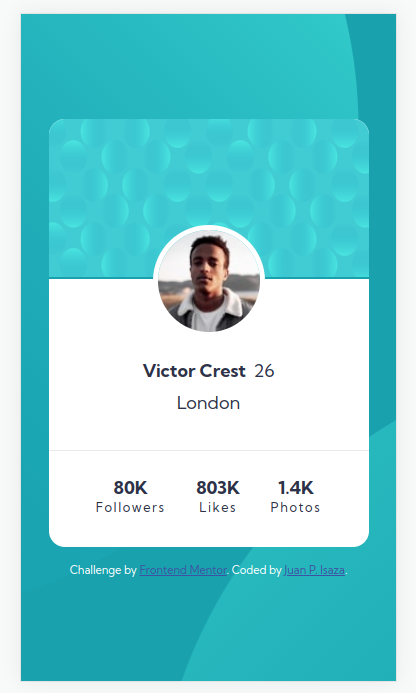 Victor Crest 26
London
80K 803K 1.4K
Followers Likes Photos
Challenge by Frontend Mentor. Coded by Juan P. Isaza.